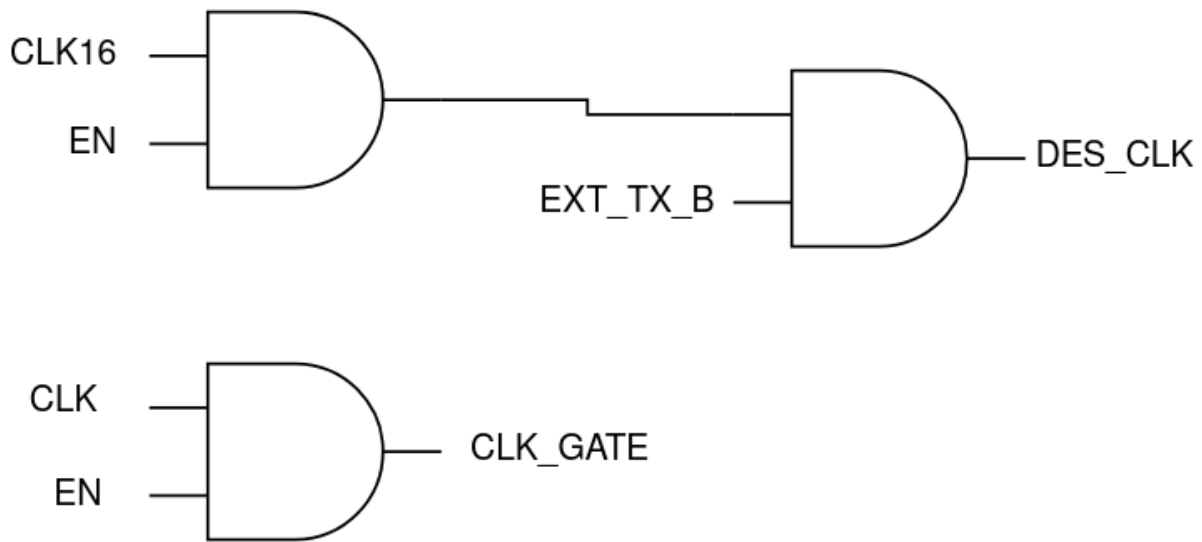 CLK16
EN
EXT_TX_B
DES_CLK
CLK
EN
CLK_GATE